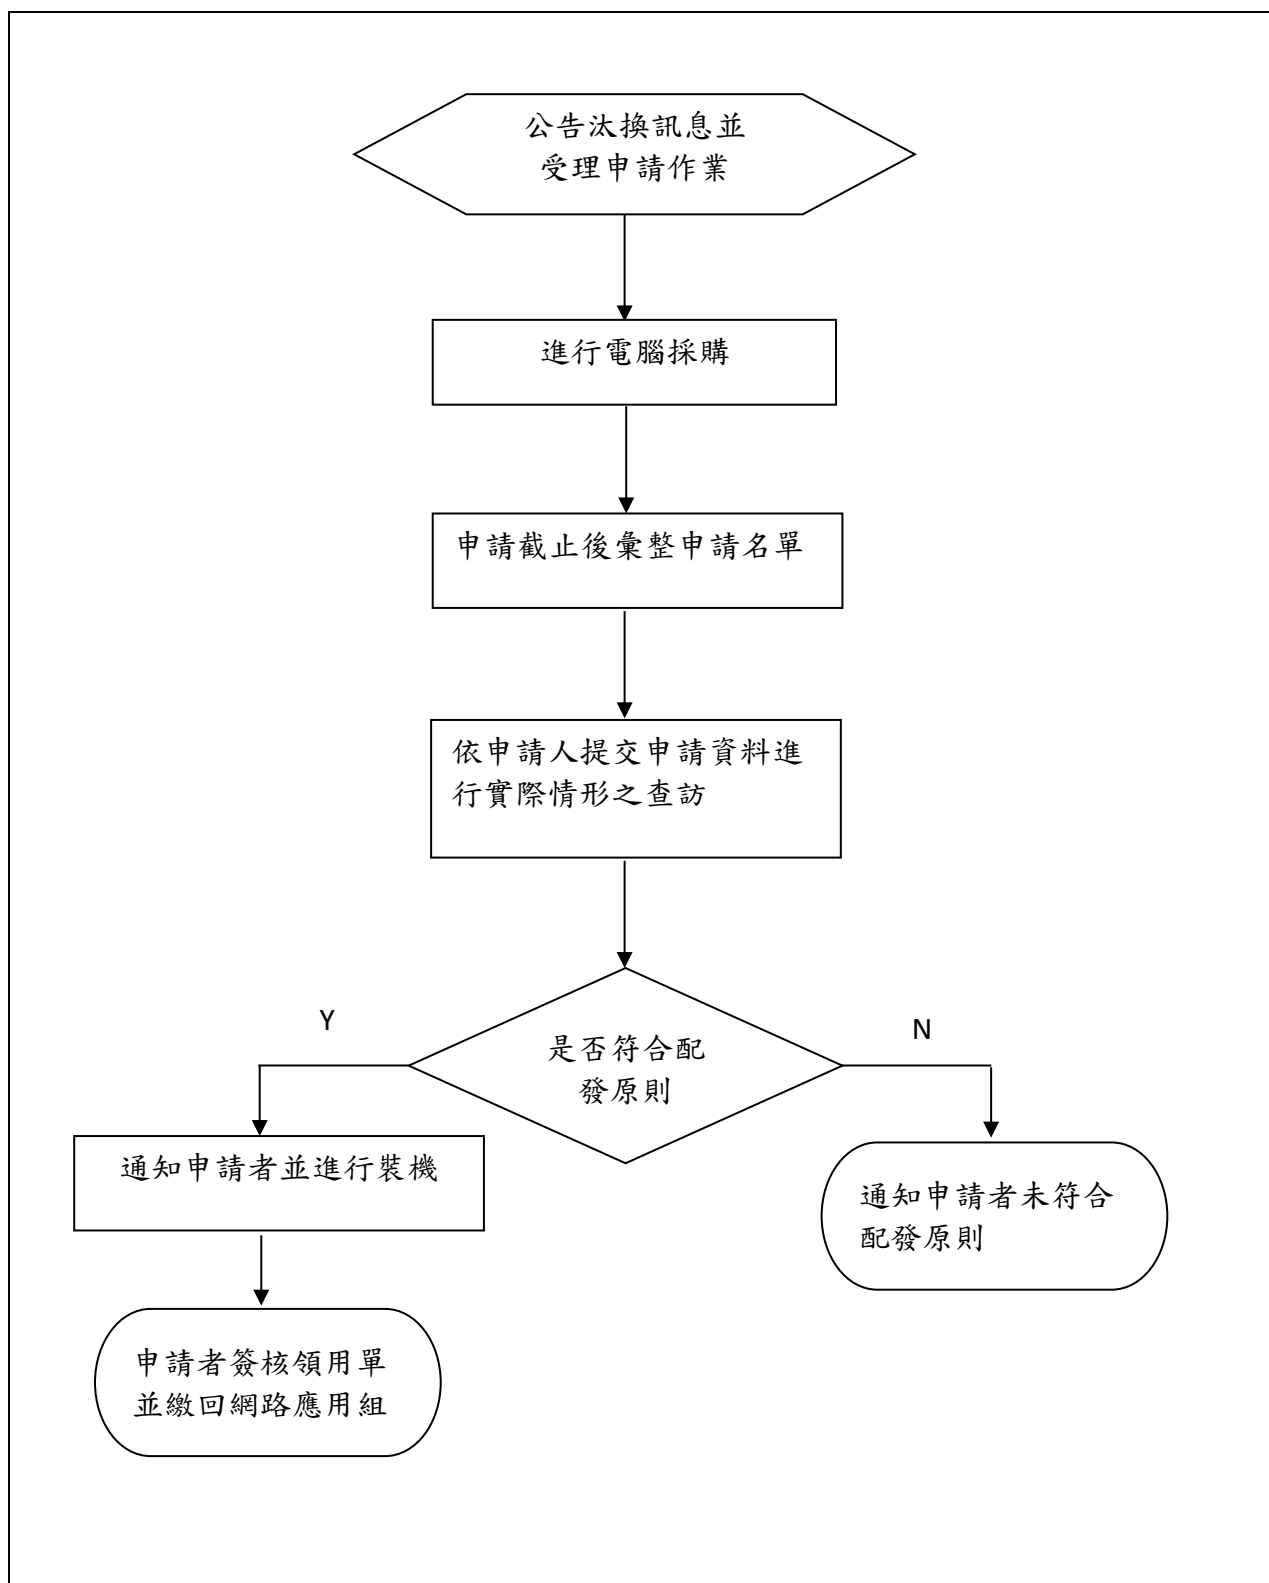 公告汰換訊息並
受理申請作業
進行電腦採購
申請截止後彙整申請名單
依申請人提交申請資料進
行實際情形之查訪
是否符合配
發原則
Y
N
通知申請者並進行裝機
通知申請者未符合
配發原則
申請者簽核領用單
並繳回網路應用組